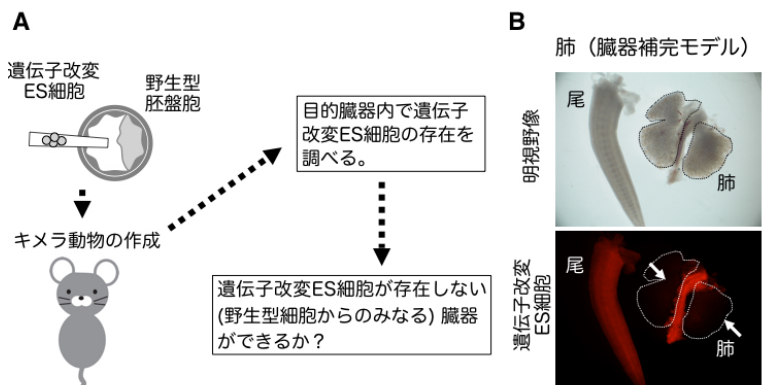 A
遺伝子改変
ES細胞
野生型
胚盤胞
キメラ動物の作成
目的臓器内で遺伝子
改変ES細胞の存在を
調べる。
遺伝子改変ES細胞が存在しない
(野生型細胞からのみなる) 臓器
ができるか？
B
肺（臓器補完モデル）
明視野像
尾
肺
遺伝子改変
ES細胞
尾
肺